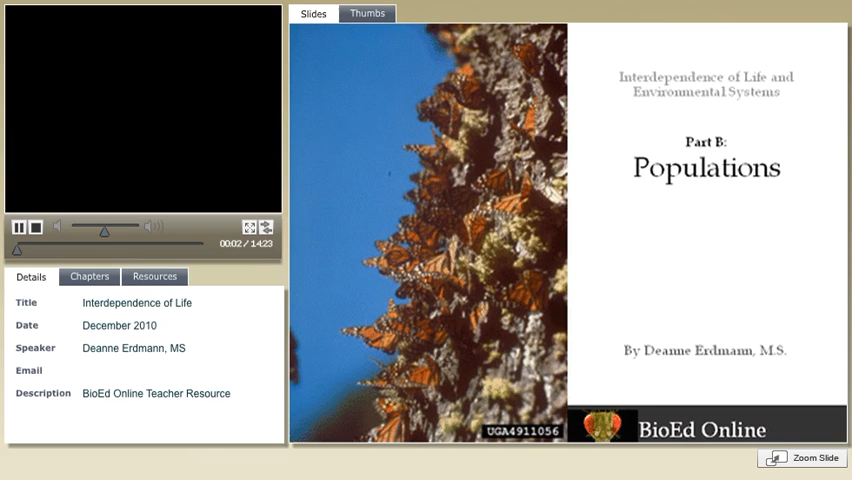 Slides Thumbs
Interdependence of Life and
Environmental Systems
Part B:
Populations
By Deanne Erdmann, M.S.
UGA4911056
BioEd Online
Zoom Slide
00:02 / 14:23
Details Chapters Resources
Title Interdependence of Life
Date December 2010
Speaker Deanne Erdmann, MS
Email
Description BioEd Online Teacher Resource